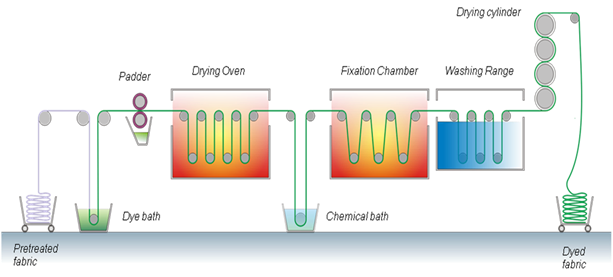 Drying cylinder
Padder
Drying Oven
Fixation Chamber
Washing Range
Dye bath
Chemical bath
Pretreated
fabric
Dyed
fabric